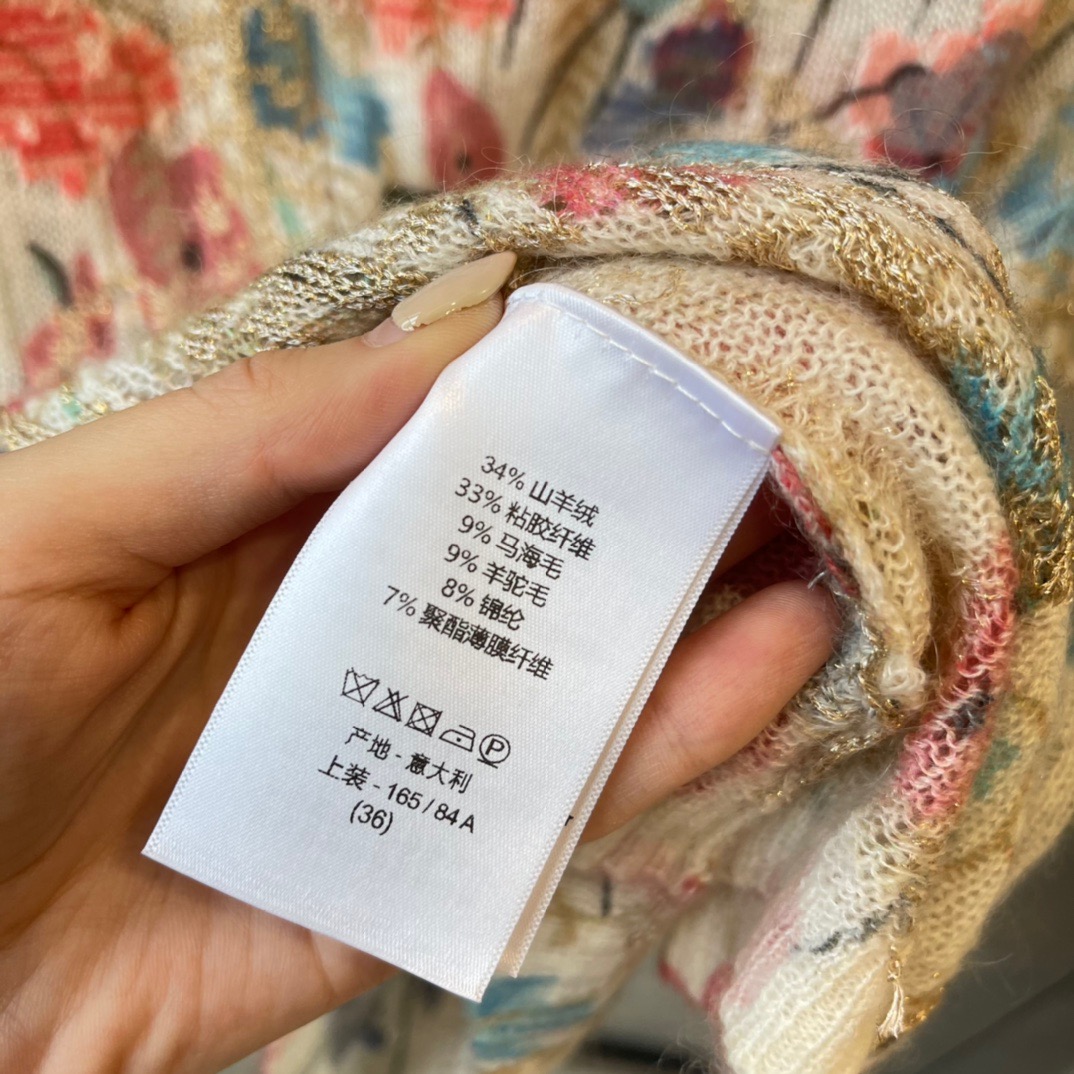 34% 山羊绒
33% 粘胶纤维
9% 马海毛
9% 羊驼毛
8% 锦纶
7% 聚酯薄膜纤维
P
产地 - 意大利
上装 - 165 / 84 A
(36)